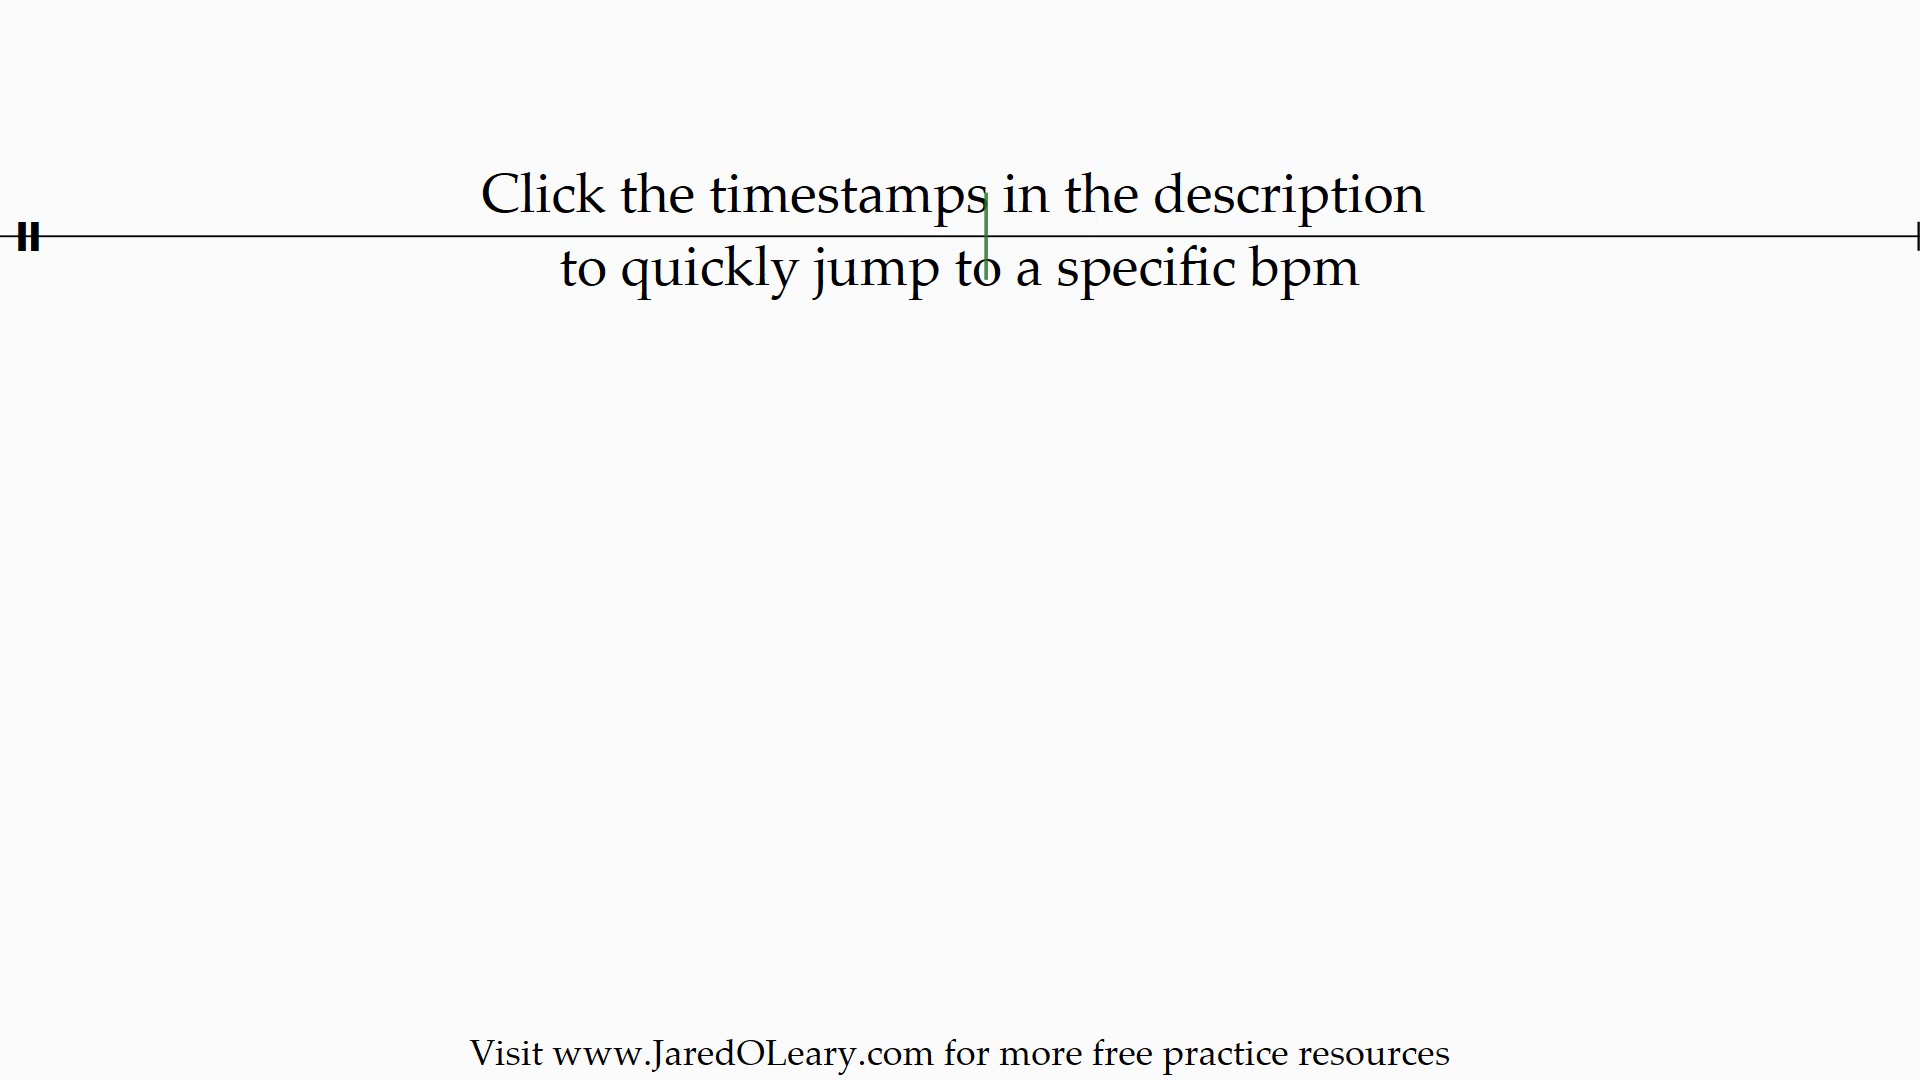 Click the timestamps in the description
to quickly jump to a specific bpm
Visit www.JaredOLeary.com for more free practice resources